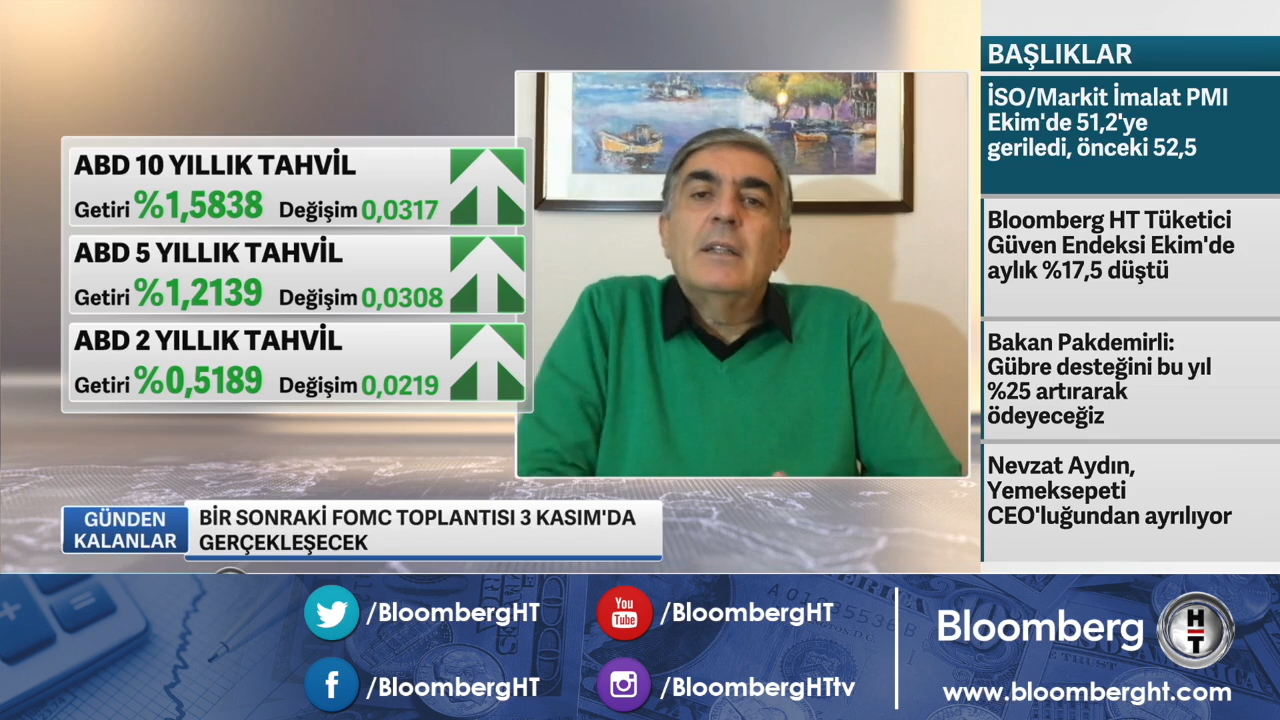 ABD 10 YILLIK TAHVİL
Getiri %1,5838 Değişim 0,0317
ABD 5 YILLIK TAHVİL
Getiri %1,2139 Değişim 0,0308
ABD 2 YILLIK TAHVİL
Getiri %0,5189 Değişim 0,0219
GÜNDEN
KALANLAR
BİR SONRAKİ FOMC TOPLANTISI 3 KASIM'DA
GERÇEKLEŞECEK
BAŞLIKLAR
İSO/Markit İmalat PMI
Ekim'de 51,2'ye
geriledi, önceki 52,5
Bloomberg HT Tüketici
Güven Endeksi Ekim'de
aylık %17,5 düştü
Bakan Pakdemirli:
Gübre desteğini bu yıl
%25 artırarak
ödeyeceğiz
Nevzat Aydın,
Yemeksepeti
CEO'luğundan ayrılıyor
/BloombergHT
You
Tube
/BloombergHT
/BloombergHT
/BloombergHTtv
Bloomberg HT
www.bloomberght.com